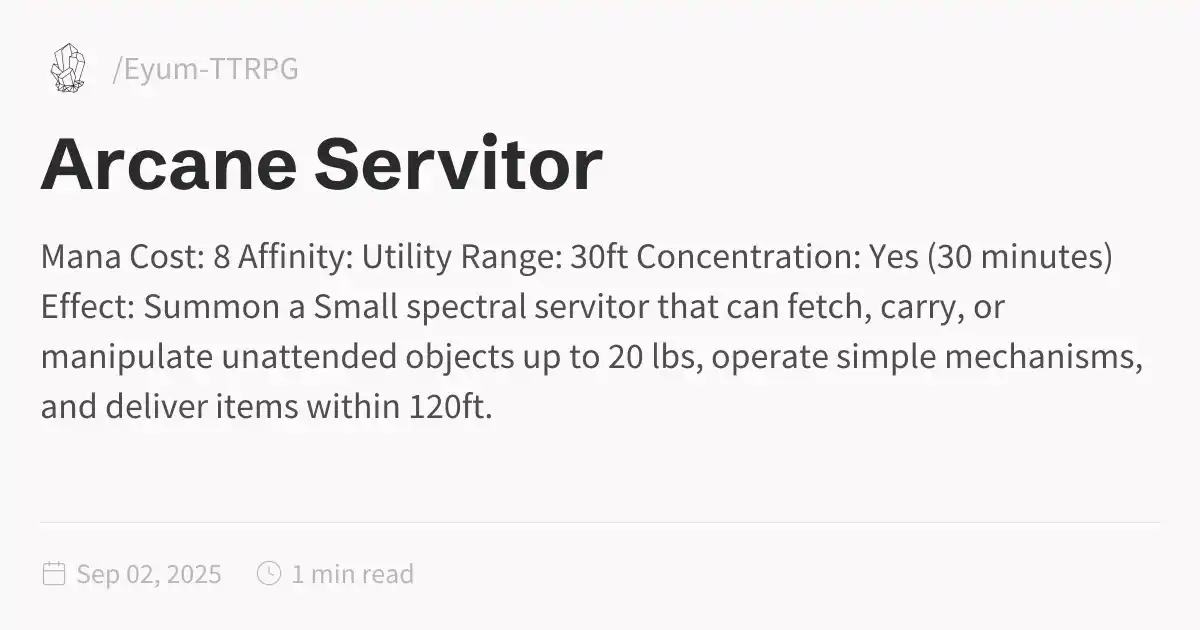 /Eyum-TTRPG
Arcane Servitor
Mana Cost: 8 Affinity: Utility Range: 30ft Concentration: Yes (30 minutes)
Effect: Summon a Small spectral servitor that can fetch, carry, or
manipulate unattended objects up to 20 lbs, operate simple mechanisms,
and deliver items within 120ft.
Sep 02, 2025 1 min read